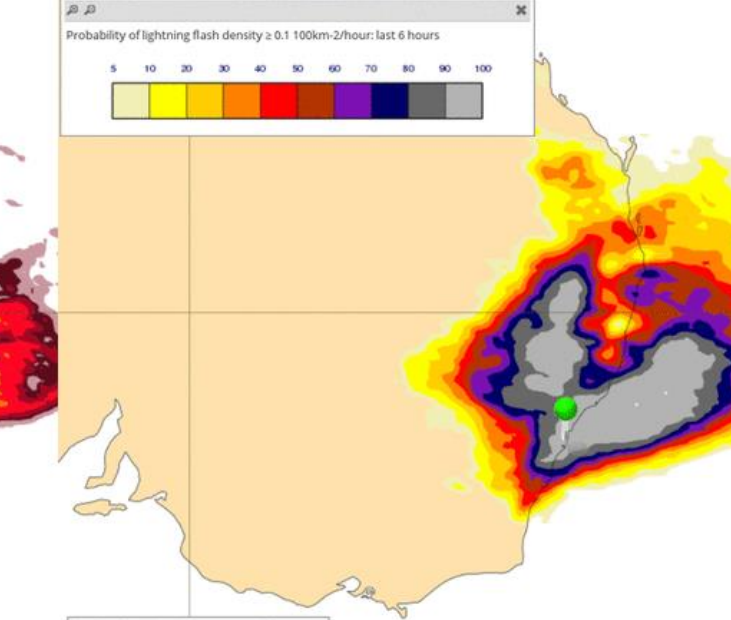 Probability of lightning flash density ≥ 0.1 100km-2/hour: last 6 hours
5 10 20 30 40 50 60 70 80 90 100